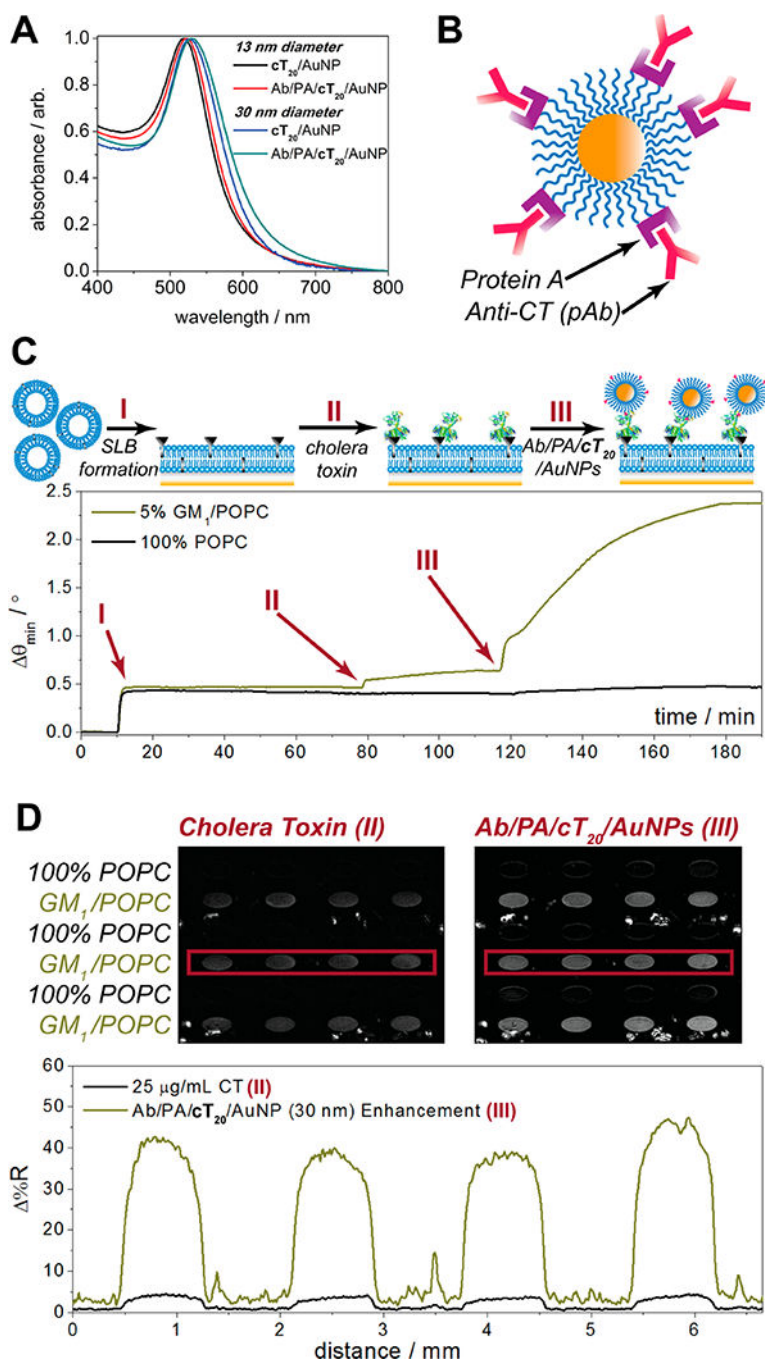 A
absorbance / arb.
1.0
0.8
0.6
0.4
0.2
0.0
13 nm diameter
cT₂₀/AuNP
Ab/PA/cT₂₀/AuNP
30 nm diameter
cT₂₀/AuNP
Ab/PA/cT₂₀/AuNP
400 500 600 700 800
wavelength / nm
B
Protein A
Anti-CT (pAb)
C
I
SLB
formation
II
cholera
toxin
III
Ab/PA/cT₂₀
/AuNPs
Δθmin / °
2.5
2.0
1.5
1.0
0.5
0.0
5% GM₁/POPC
100% POPC
I
II
III
time / min
0 20 40 60 80 100 120 140 160 180
D
Cholera Toxin (II)
Ab/PA/cT₂₀/AuNPs (III)
100% POPC
GM₁/POPC
100% POPC
GM₁/POPC
100% POPC
GM₁/POPC
Δ%R
60
50
40
30
20
10
0
25 μg/mL CT (II)
Ab/PA/cT₂₀/AuNP (30 nm) Enhancement (III)
0 1 2 3 4 5 6
distance / mm